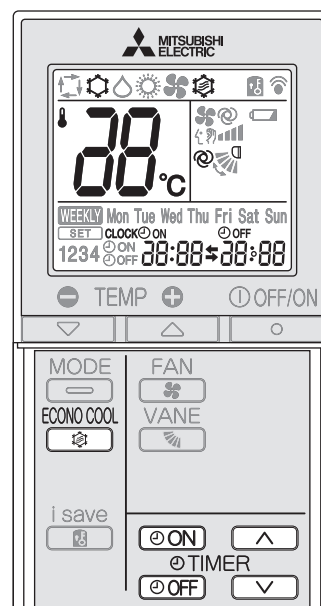 MITSUBISHI
ELECTRIC
88
°C
WEEKLY Mon Tue Wed Thu Fri Sat Sun
SET CLOCK ON OFF
1234 ON OFF 88:88 88:88
TEMP OFF/ON
MODE FAN
ECONO COOL VANE
i save
ON
TIMER
OFF